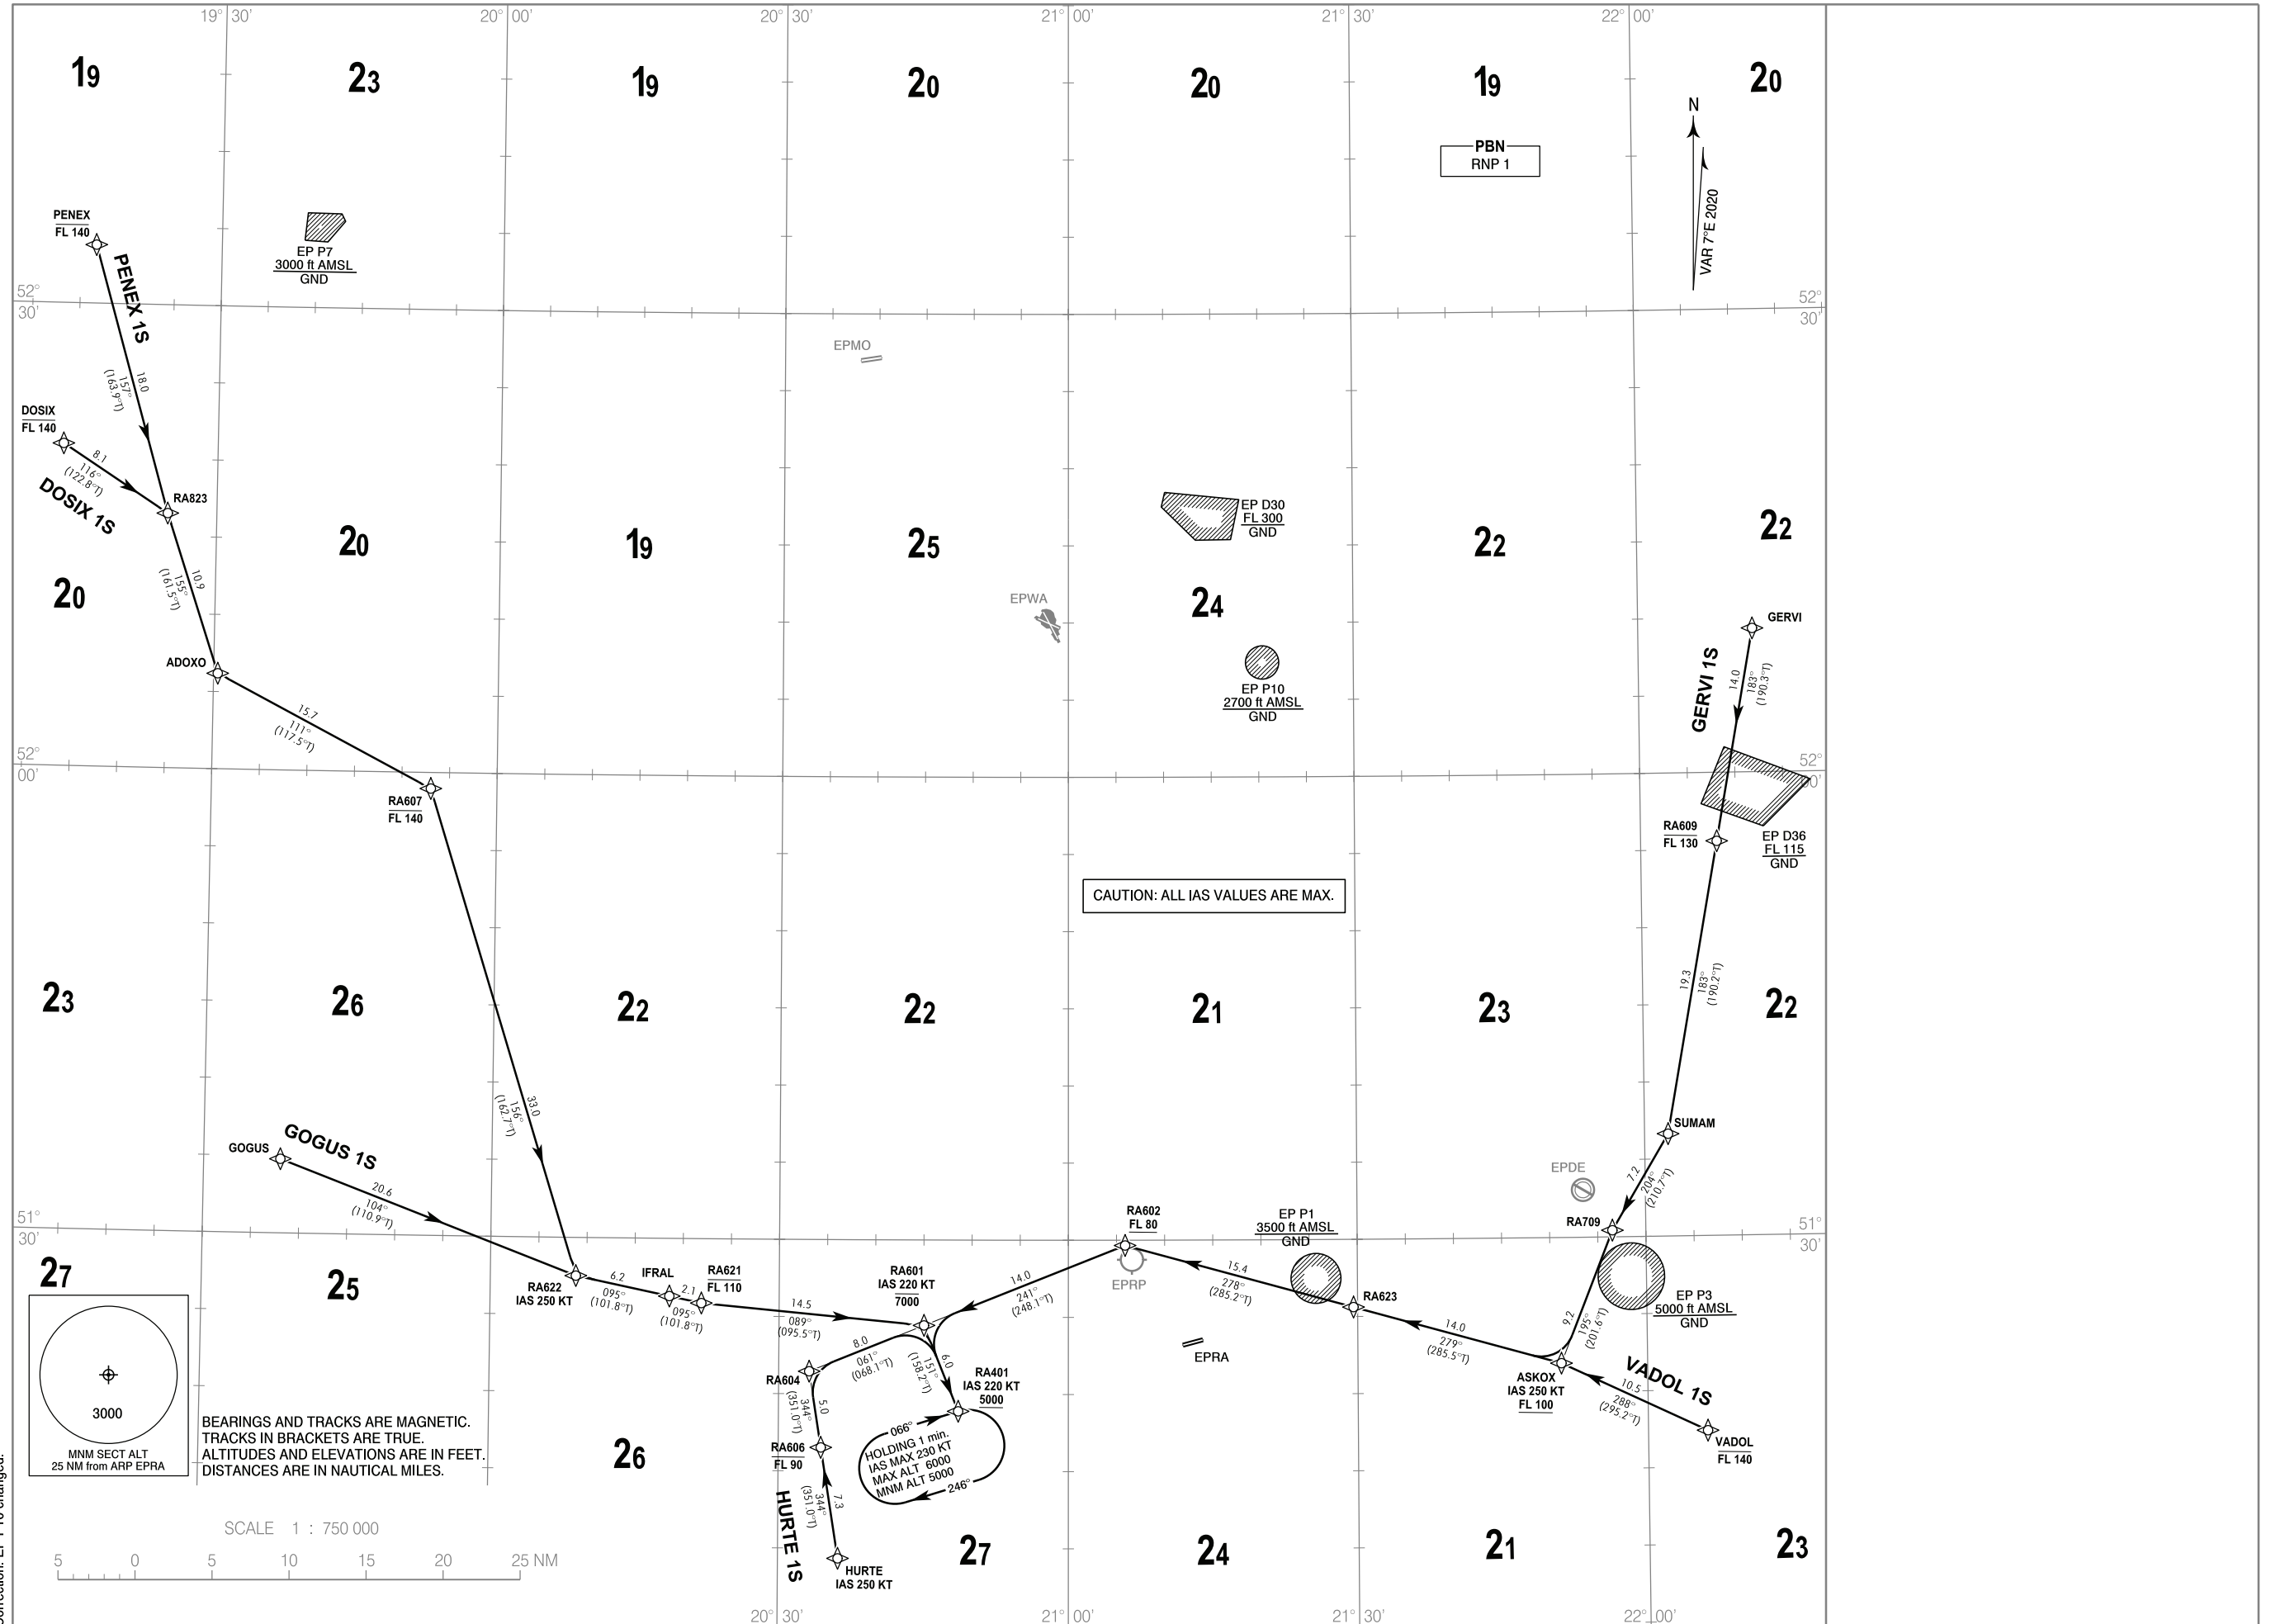 19° 30'
20° 00'
20° 30'
21° 00'
21° 30'
22° 00'
19
23
19
20
20
19
20
N
VAR 7°E 2020
PBN
RNP 1
PENEX
FL 140
PENEX 1S
18.0
157°
(163.9°T)
EP P7
3000 ft AMSL
GND
52°
30'
52°
30'
EPMO
DOSIX
FL 140
8.1
116°
(122.8°T)
DOSIX 1S
RA823
10.9
155°
(161.5°T)
20
20
19
25
EP D30
FL 300
GND
22
22
24
EPWA
EP P10
2700 ft AMSL
GND
GERVI
GERVI 1S
14.0
183°
(190.3°T)
ADOXO
15.7
111°
(117.5°T)
52°
00'
52°
RA607
FL 140
RA609
FL 130
EP D36
FL 115
GND
CAUTION: ALL IAS VALUES ARE MAX.
23
26
22
22
21
23
22
19.3
183°
(190.2°T)
33.0
156°
(162.7°T)
SUMAM
7.2
204°
(210.7°T)
EPDE
RA709
GOGUS
GOGUS 1S
20.6
104°
(110.9°T)
51°
30'
51°
30'
27
25
RA622
IAS 250 KT
6.2
095°
(101.8°T)
IFRAL
2.1
095°
(101.8°T)
RA621
FL 110
14.5
089°
(095.5°T)
RA601
IAS 220 KT
7000
14.0
241°
(248.1°T)
RA602
FL 80
EPRP
EP P1
3500 ft AMSL
GND
15.4
278°
(285.2°T)
RA623
EPRA
14.0
279°
(285.5°T)
9.2
195°
(201.6°T)
EP P3
5000 ft AMSL
GND
ASKOX
IAS 250 KT
FL 100
VADOL 1S
10.5
288°
(295.2°T)
VADOL
FL 140
8.0
061°
(068.1°T)
6.0
151°
(158.2°T)
RA401
IAS 220 KT
5000
RA604
5.0
344°
(351.0°T)
RA606
FL 90
066°
HOLDING 1 min.
IAS MAX 230 KT
MAX ALT 6000
MNM ALT 5000
246°
7.3
344°
(351.0°T)
HURTE 1S
HURTE
IAS 250 KT
26
27
24
21
23
3000
MNM SECT ALT
25 NM from ARP EPRA
BEARINGS AND TRACKS ARE MAGNETIC.
TRACKS IN BRACKETS ARE TRUE.
ALTITUDES AND ELEVATIONS ARE IN FEET.
DISTANCES ARE IN NAUTICAL MILES.
SCALE 1 : 750 000
5 0 5 10 15 20 25 NM
20° 30'
21° 00'
21° 30'
22° 00'